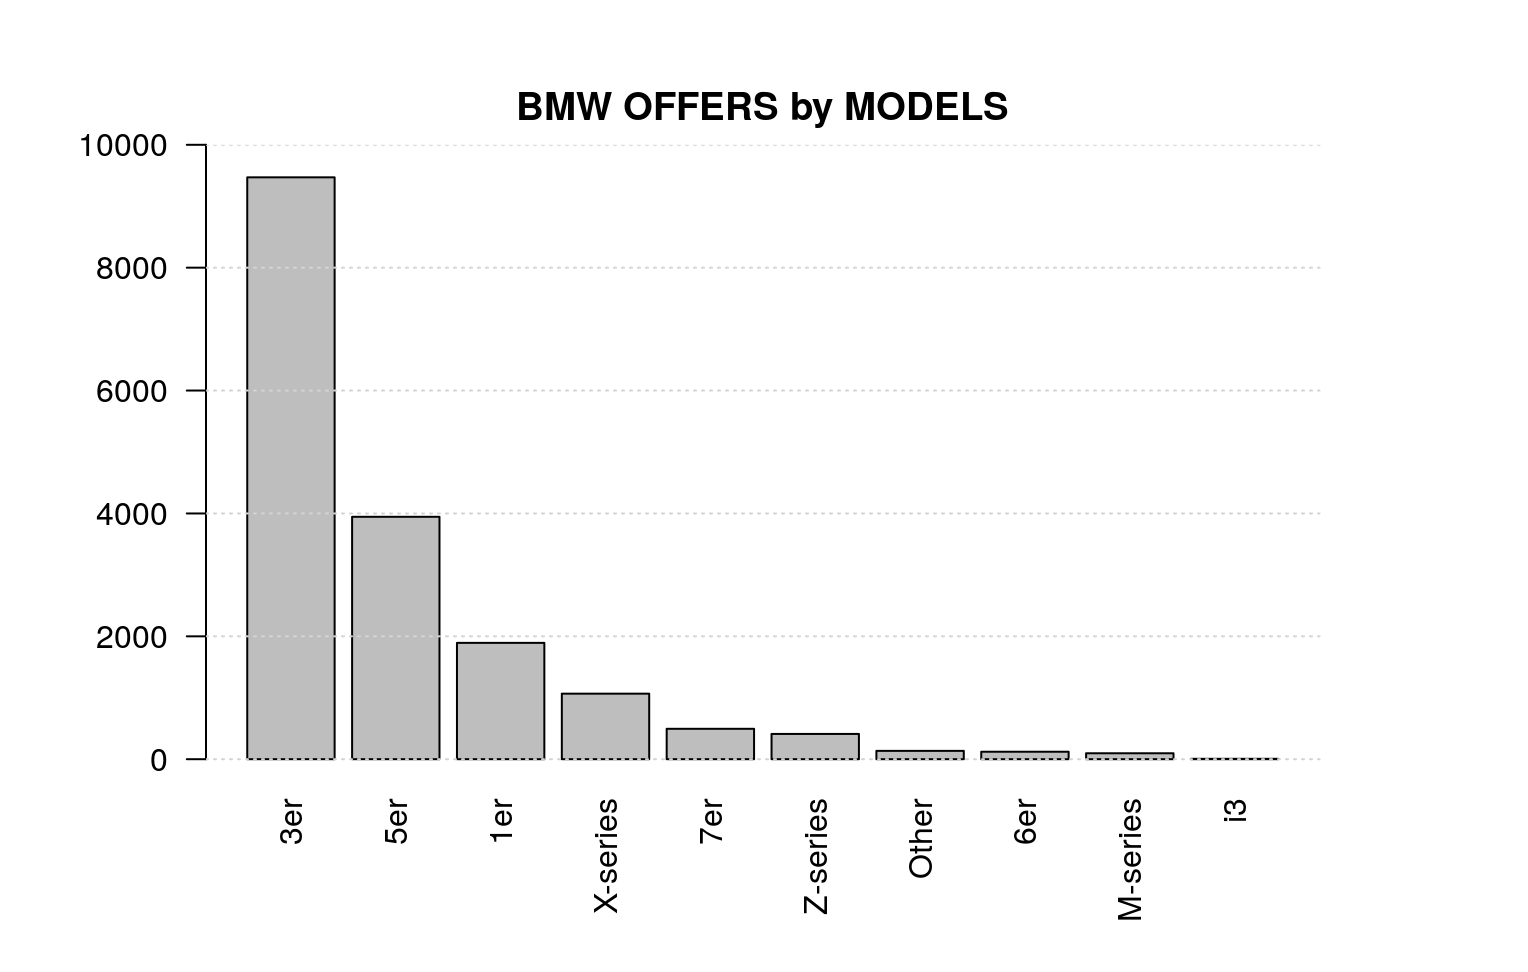 BMW OFFERS by MODELS
10000
8000
6000
4000
2000
0
3er
5er
1er
X-series
7er
Z-series
Other
6er
M-series
i3